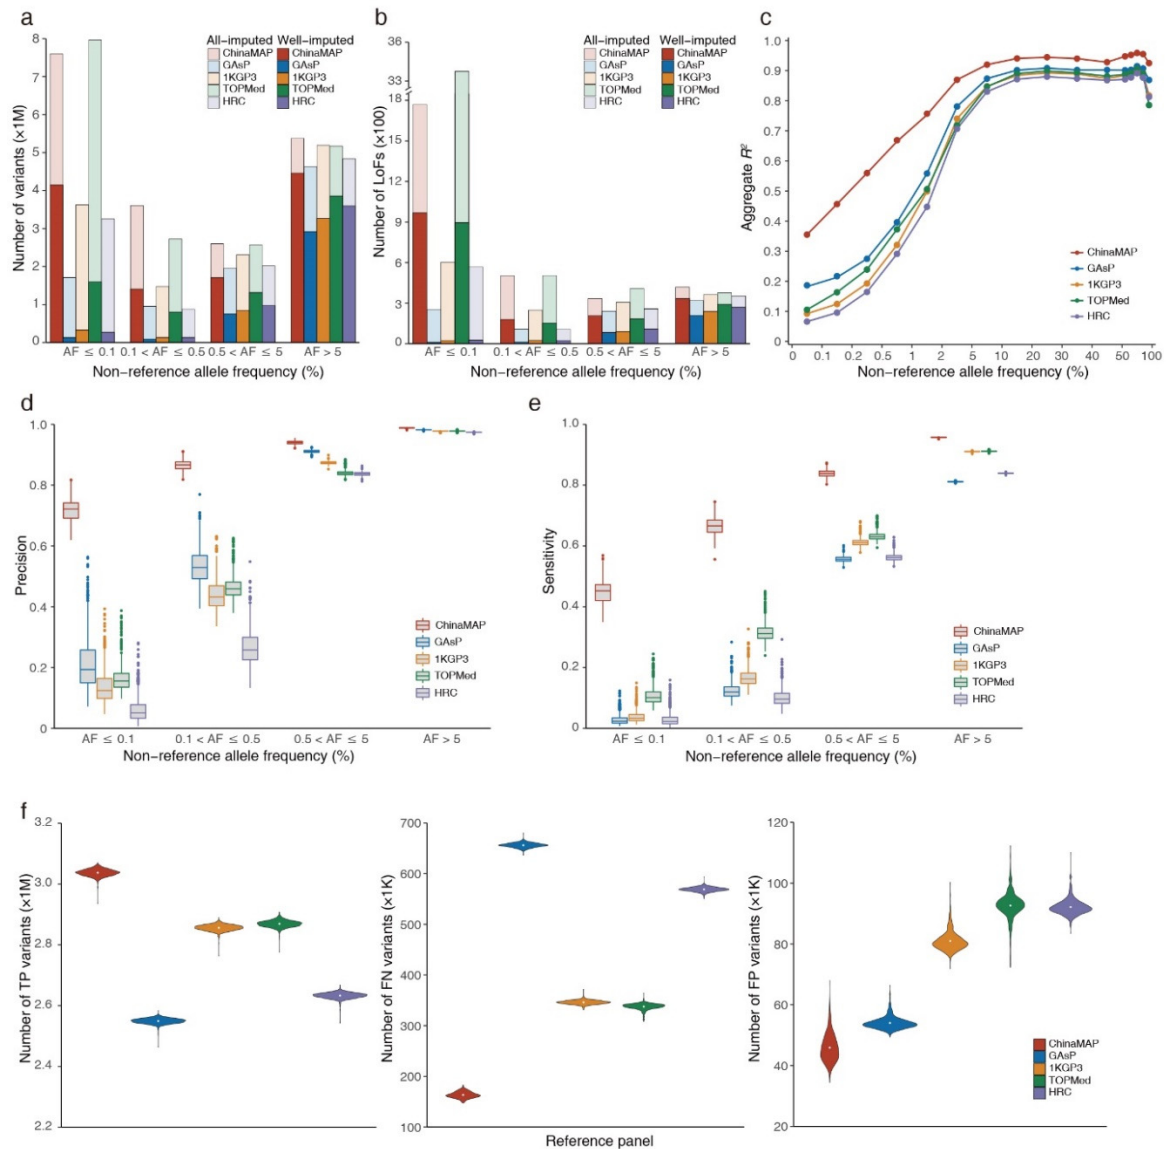 a
All-imputed Well-imputed
ChinaMAP ChinaMAP
GAsP GAsP
1KGP3 1KGP3
TOPMed TOPMed
HRC HRC
Number of variants (×1M)
8
7
6
5
4
3
2
1
0
AF ≤ 0.1 0.1 < AF ≤ 0.5 0.5 < AF ≤ 5 AF > 5
Non-reference allele frequency (%)
b
All-imputed Well-imputed
ChinaMAP ChinaMAP
GAsP GAsP
1KGP3 1KGP3
TOPMed TOPMed
HRC HRC
Number of LoFs (×100)
36
33
18
15
12
9
6
3
0
AF ≤ 0.1 0.1 < AF ≤ 0.5 0.5 < AF ≤ 5 AF > 5
Non-reference allele frequency (%)
c
Aggregate R²
1.0
0.9
0.8
0.7
0.6
0.5
0.4
0.3
0.2
0.1
0
ChinaMAP
GAsP
1KGP3
TOPMed
HRC
0 0.1 0.2 0.5 1 2 5 10 20 30 40 50 100
Non-reference allele frequency (%)
d
Precision
1.0
0.8
0.6
0.4
0.2
0
ChinaMAP
GAsP
1KGP3
TOPMed
HRC
AF ≤ 0.1 0.1 < AF ≤ 0.5 0.5 < AF ≤ 5 AF > 5
Non-reference allele frequency (%)
e
Sensitivity
1.0
0.8
0.6
0.4
0.2
0
ChinaMAP
GAsP
1KGP3
TOPMed
HRC
AF ≤ 0.1 0.1 < AF ≤ 0.5 0.5 < AF ≤ 5 AF > 5
Non-reference allele frequency (%)
f
Number of TP variants (×1M)
3.2
3.0
2.8
2.6
2.4
2.2
Number of FN variants (×1K)
700
600
500
400
300
200
150
100
Reference panel
Number of FP variants (×1K)
120
100
80
60
40
20
ChinaMAP
GAsP
1KGP3
TOPMed
HRC